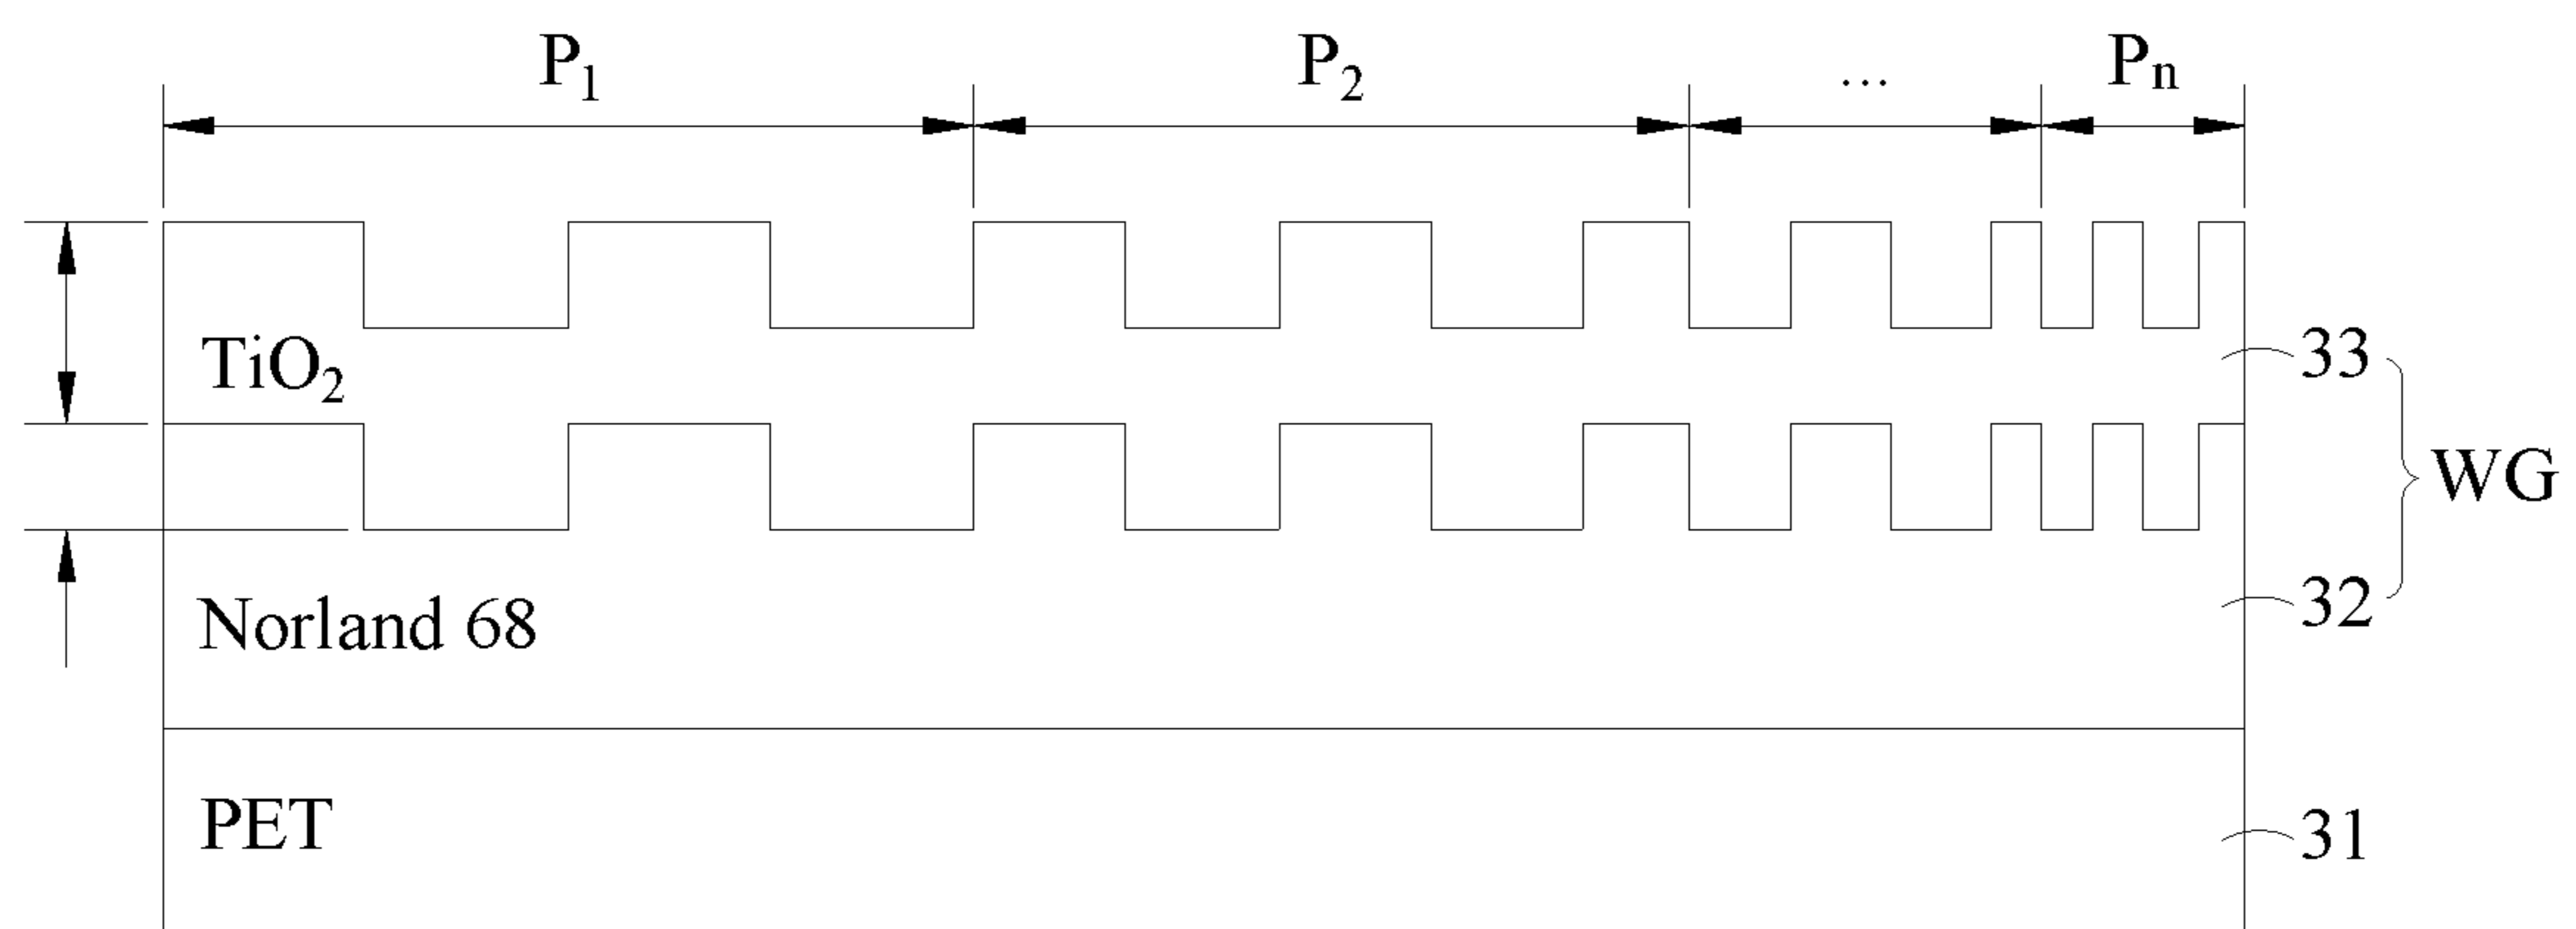 P₁ P₂ ... Pn
TiO₂
33
WG
Norland 68
32
PET
31